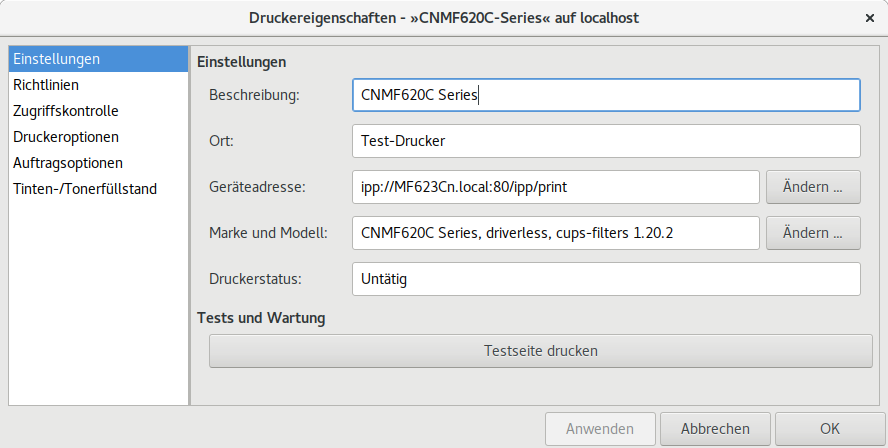 Druckereigenschaften - »CNMF620C-Series« auf localhost ×
Einstellungen
Richtlinien
Zugriffskontrolle
Druckeroptionen
Auftragsoptionen
Tinten-/Tonerfüllstand
Einstellungen
Beschreibung: CNMF620C Series
Ort: Test-Drucker
Geräteadresse: ipp://MF623Cn.local:80/ipp/print Ändern ...
Marke und Modell: CNMF620C Series, driverless, cups-filters 1.20.2 Ändern ...
Druckerstatus: Untätig
Tests und Wartung
Testseite drucken
Anwenden Abbrechen OK